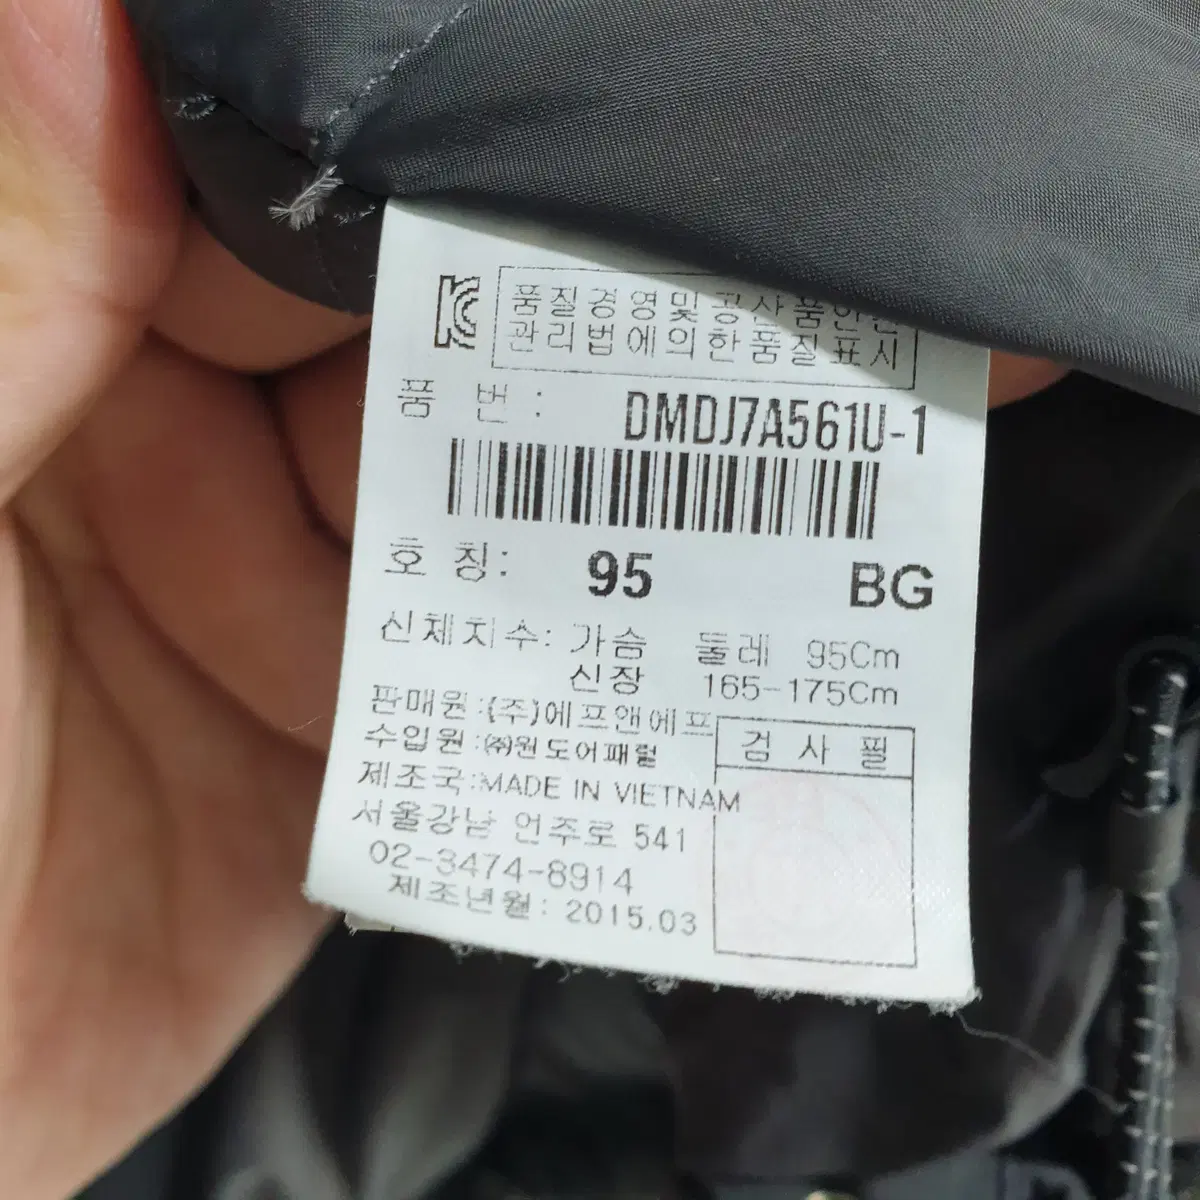 품질경영및공산품안전
관리법에의한품질표시
품 번 : DMDJ7A561U-1
호 칭: 95 BG
신체치수: 가슴 둘레 95Cm
신장 165-175Cm
판매원:(주)에프앤에프
수입원:㈜원도어패럴
검 사 필
제조국:MADE IN VIETNAM
서울강남 언주로 541
02-3474-8914
제조년월: 2015.03